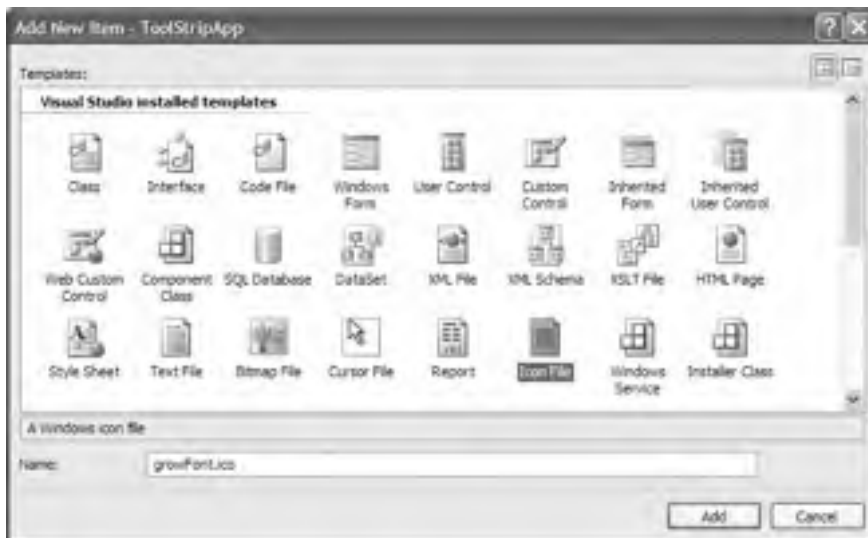 Add New Item - ToolStripApp
Templates:
Visual Studio installed templates
Class
Interface
Code File
Windows Form
User Control
Custom Control
Inherited Form
Inherited User Control
Web Custom Control
Component Class
SQL Database
DataSet
XML File
XML Schema
XSLT File
HTML Page
Style Sheet
Text File
Bitmap File
Cursor File
Report
Icon File
Windows Service
Installer Class
A Windows icon file
Name:
growFont.ico
Add
Cancel